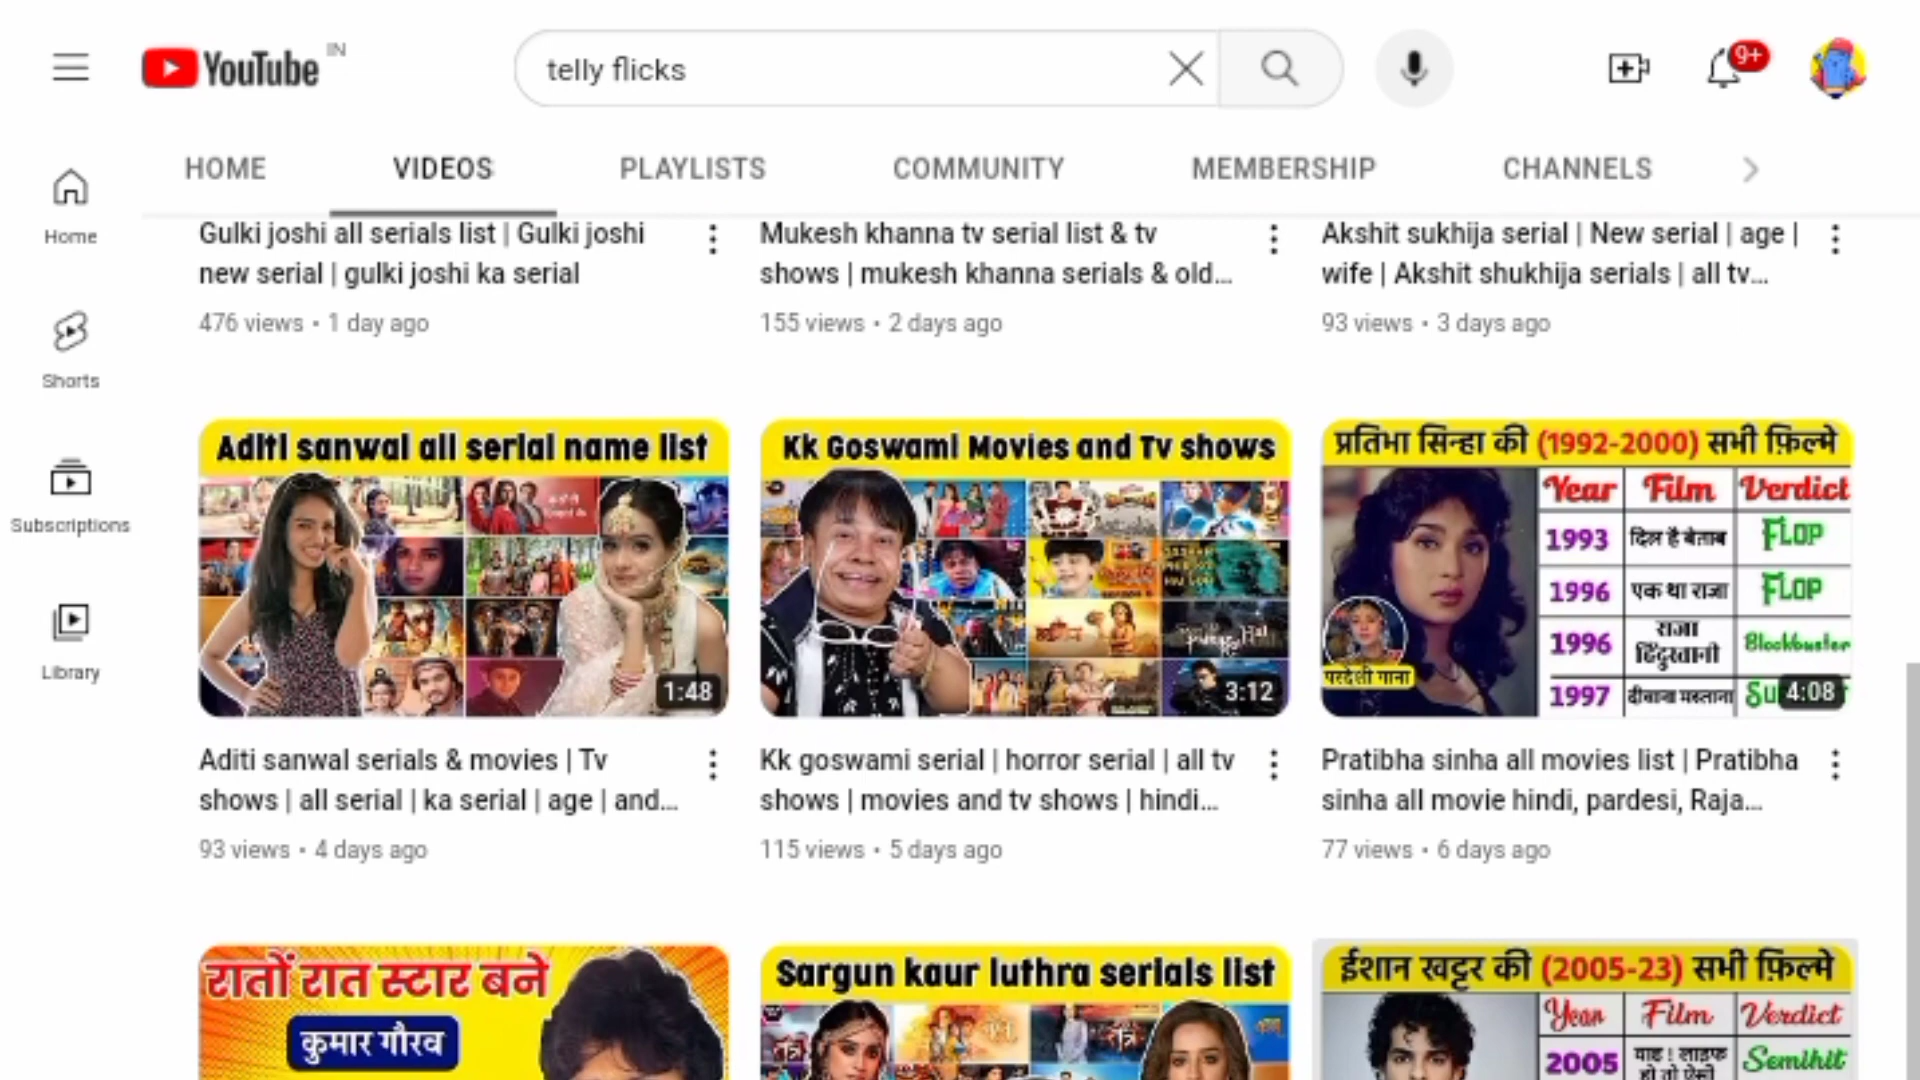 YouTube IN
telly flicks
9+
HOME VIDEOS PLAYLISTS COMMUNITY MEMBERSHIP CHANNELS
Home
Shorts
Subscriptions
Library
Gulki joshi all serials list | Gulki joshi
new serial | gulki joshi ka serial
476 views • 1 day ago
Mukesh khanna tv serial list & tv
shows | mukesh khanna serials & old...
155 views • 2 days ago
Akshit sukhija serial | New serial | age |
wife | Akshit shukhija serials | all tv...
93 views • 3 days ago
Aditi sanwal all serial name list
1:48
Aditi sanwal serials & movies | Tv
shows | all serial | ka serial | age | and...
93 views • 4 days ago
Kk Goswami Movies and Tv shows
3:12
Kk goswami serial | horror serial | all tv
shows | movies and tv shows | hindi...
115 views • 5 days ago
प्रतिभा सिन्हा की (1992-2000) सभी फ़िल्मे
Year Film Verdict
1993 दिल है बेताब FLOP
1996 एक था राजा FLOP
1996 राजा हिंदुस्तानी Blockbuster
1997 दीवाना मस्ताना Su
परदेसी गाना
4:08
Pratibha sinha all movies list | Pratibha
sinha all movie hindi, pardesi, Raja...
77 views • 6 days ago
रातों रात स्टार बने
कुमार गौरव
Sargun kaur luthra serials list
ईशान खट्टर की (2005-23) सभी फ़िल्मे
Year Film Verdict
2005 वाह ! लाइफ हो तो ऐसी Semihit